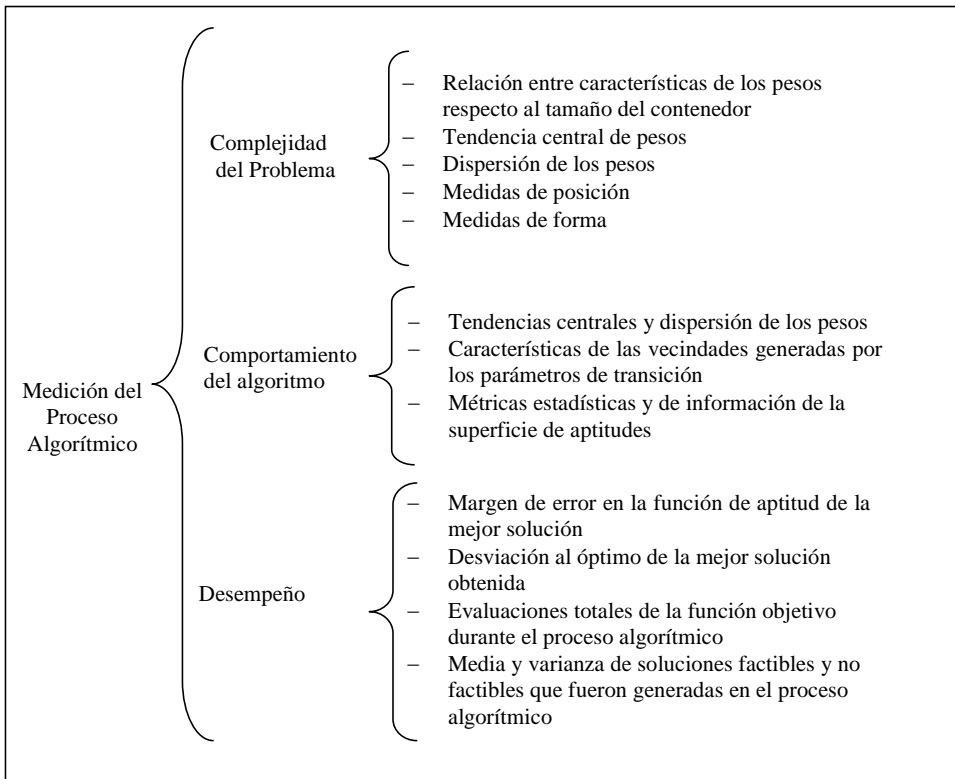 Medición del
Proceso
Algorítmico
Complejidad
del Problema
– Relación entre características de los pesos
respecto al tamaño del contenedor
– Tendencia central de pesos
– Dispersión de los pesos
– Medidas de posición
– Medidas de forma
Comportamiento
del algoritmo
– Tendencias centrales y dispersión de los pesos
– Características de las vecindades generadas por
los parámetros de transición
– Métricas estadísticas y de información de la
superficie de aptitudes
Desempeño
– Margen de error en la función de aptitud de la
mejor solución
– Desviación al óptimo de la mejor solución
obtenida
– Evaluaciones totales de la función objetivo
durante el proceso algorítmico
– Media y varianza de soluciones factibles y no
factibles que fueron generadas en el proceso
algorítmico